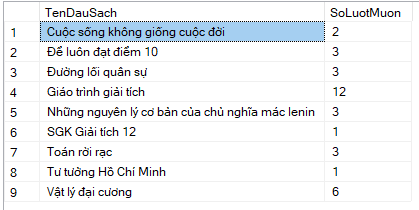 TenDauSach SoLuotMuon
1 Cuộc sống không giống cuộc đời 2
2 Để luôn đạt điểm 10 3
3 Đường lối quân sự 3
4 Giáo trình giải tích 12
5 Những nguyên lý cơ bản của chủ nghĩa mác lenin 3
6 SGK Giải tích 12 1
7 Toán rời rạc 3
8 Tư tưởng Hồ Chí Minh 1
9 Vật lý đại cương 6